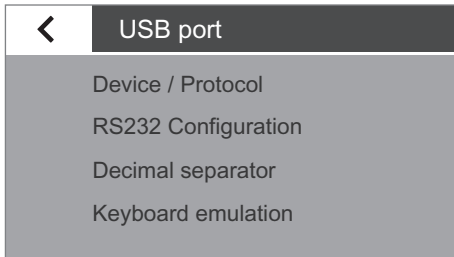 USB port
Device / Protocol
RS232 Configuration
Decimal separator
Keyboard emulation